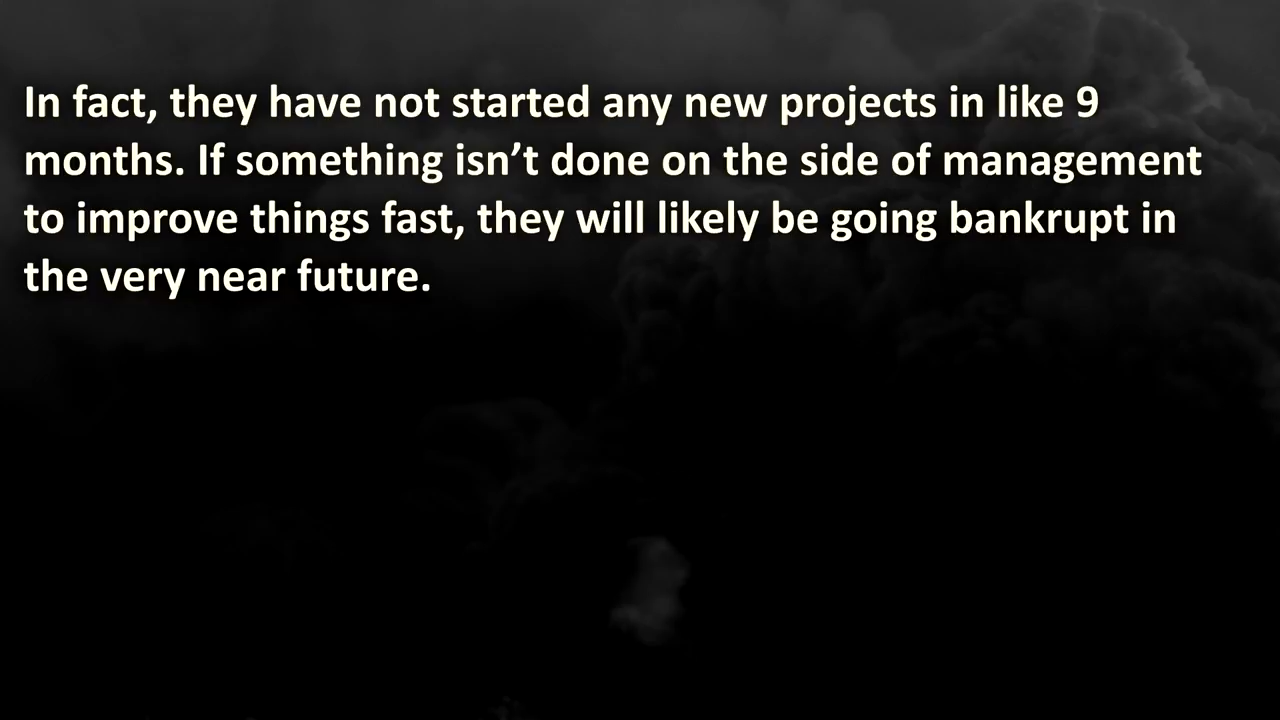 In fact, they have not started any new projects in like 9
months. If something isn’t done on the side of management
to improve things fast, they will likely be going bankrupt in
the very near future.